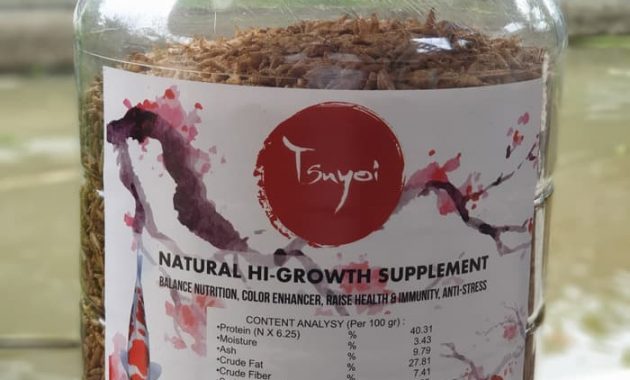 Tsuyoi
NATURAL HI-GROWTH SUPPLEMENT
BALANCE NUTRITION, COLOR ENHANCER, RAISE HEALTH & IMMUNITY, ANTI-STRESS
CONTENT ANALYSY (Per 100 gr) :
•Protein (N X 6.25) % 40.31
•Moisture % 3.43
•Ash % 9.79
•Crude Fat % 27.81
•Crude Fiber % 7.41